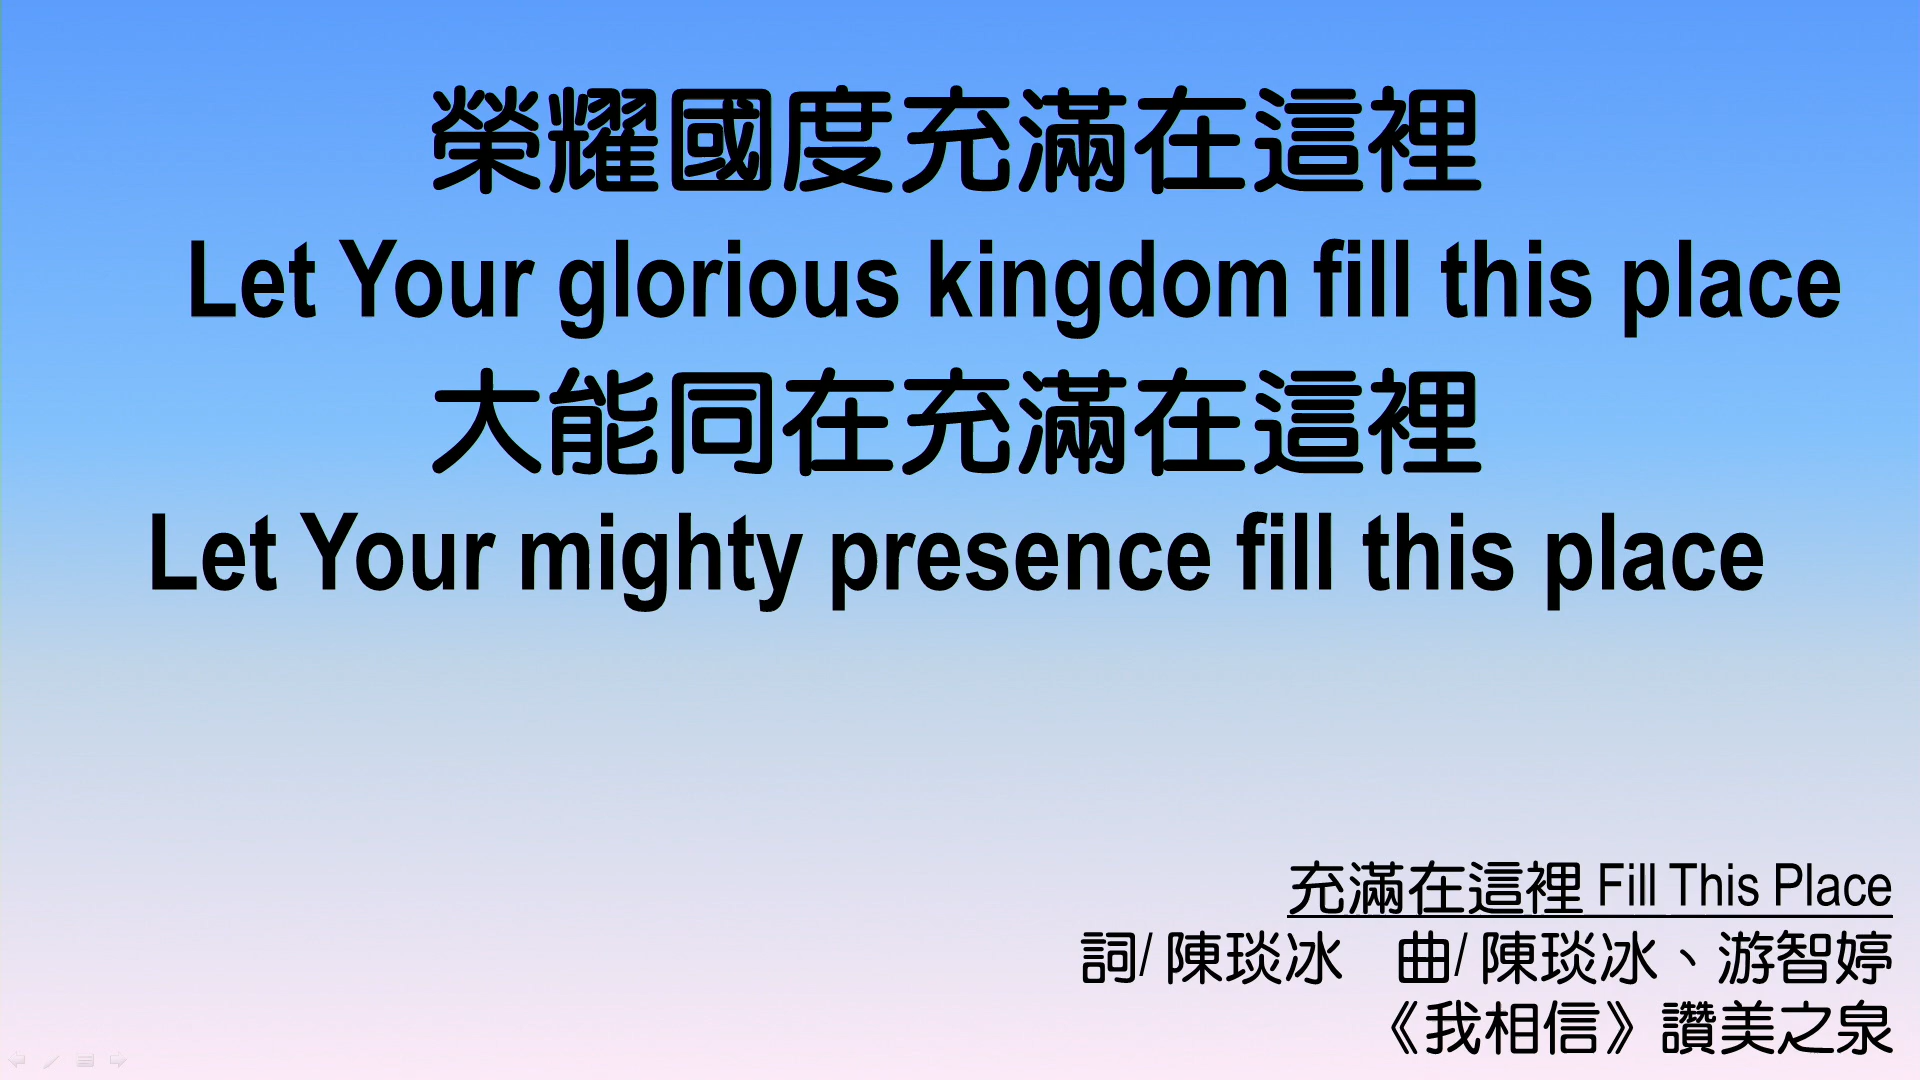 榮耀國度充滿在這裡
Let Your glorious kingdom fill this place
大能同在充滿在這裡
Let Your mighty presence fill this place
充滿在這裡 Fill This Place
詞/ 陳琰冰　曲/ 陳琰冰、游智婷
《我相信》讚美之泉